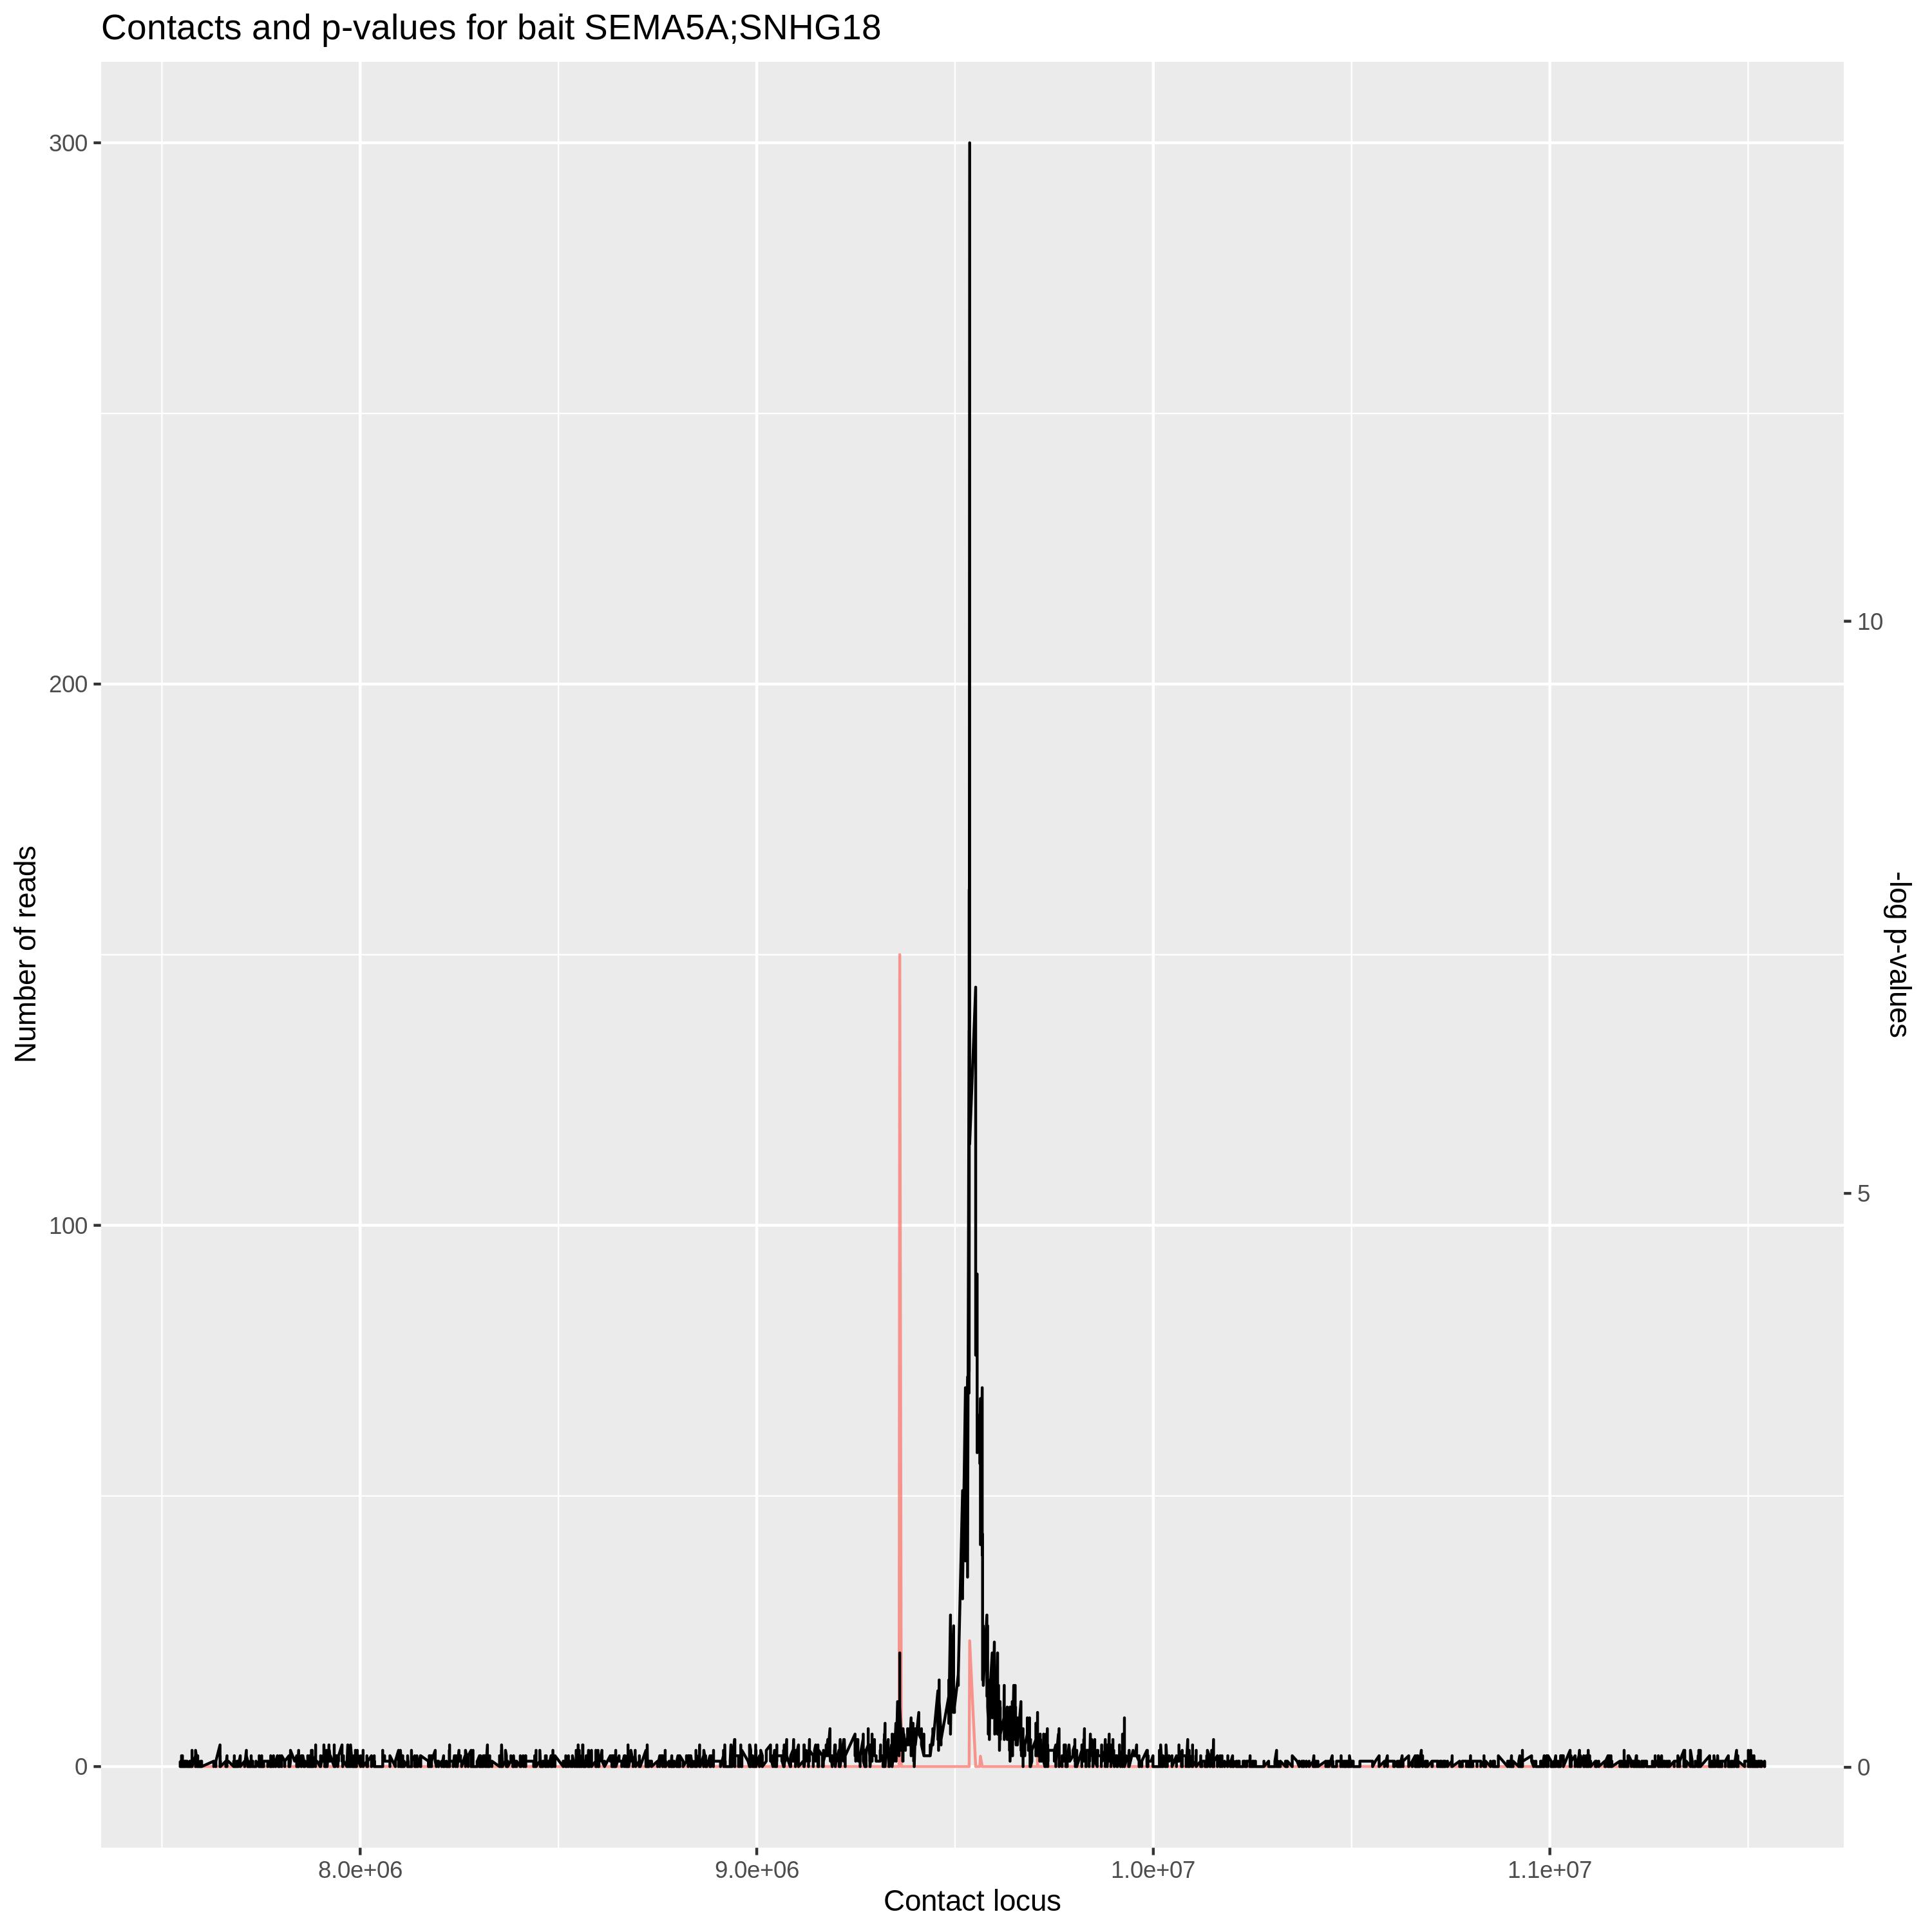 Contacts and p-values for bait SEMA5A;SNHG18
300
200
100
0
Number of reads
10
5
0
-log p-values
8.0e+06
9.0e+06
1.0e+07
1.1e+07
Contact locus